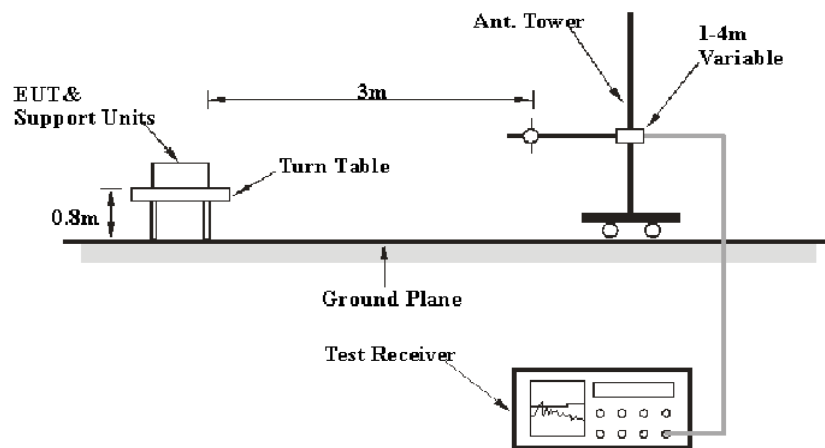 Ant. Tower
1-4m
Variable
3m
EUT&
Support Units
Turn Table
0.8m
Ground Plane
Test Receiver